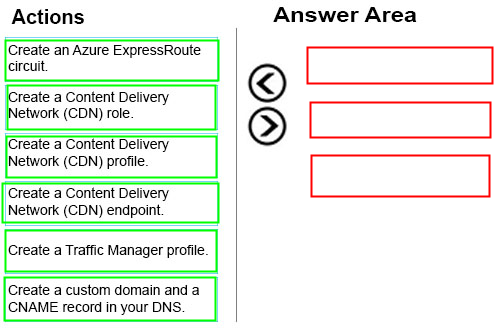 Actions
Answer Area
Create an Azure ExpressRoute
circuit.
Create a Content Delivery
Network (CDN) role.
Create a Content Delivery
Network (CDN) profile.
Create a Content Delivery
Network (CDN) endpoint.
Create a Traffic Manager profile.
Create a custom domain and a
CNAME record in your DNS.